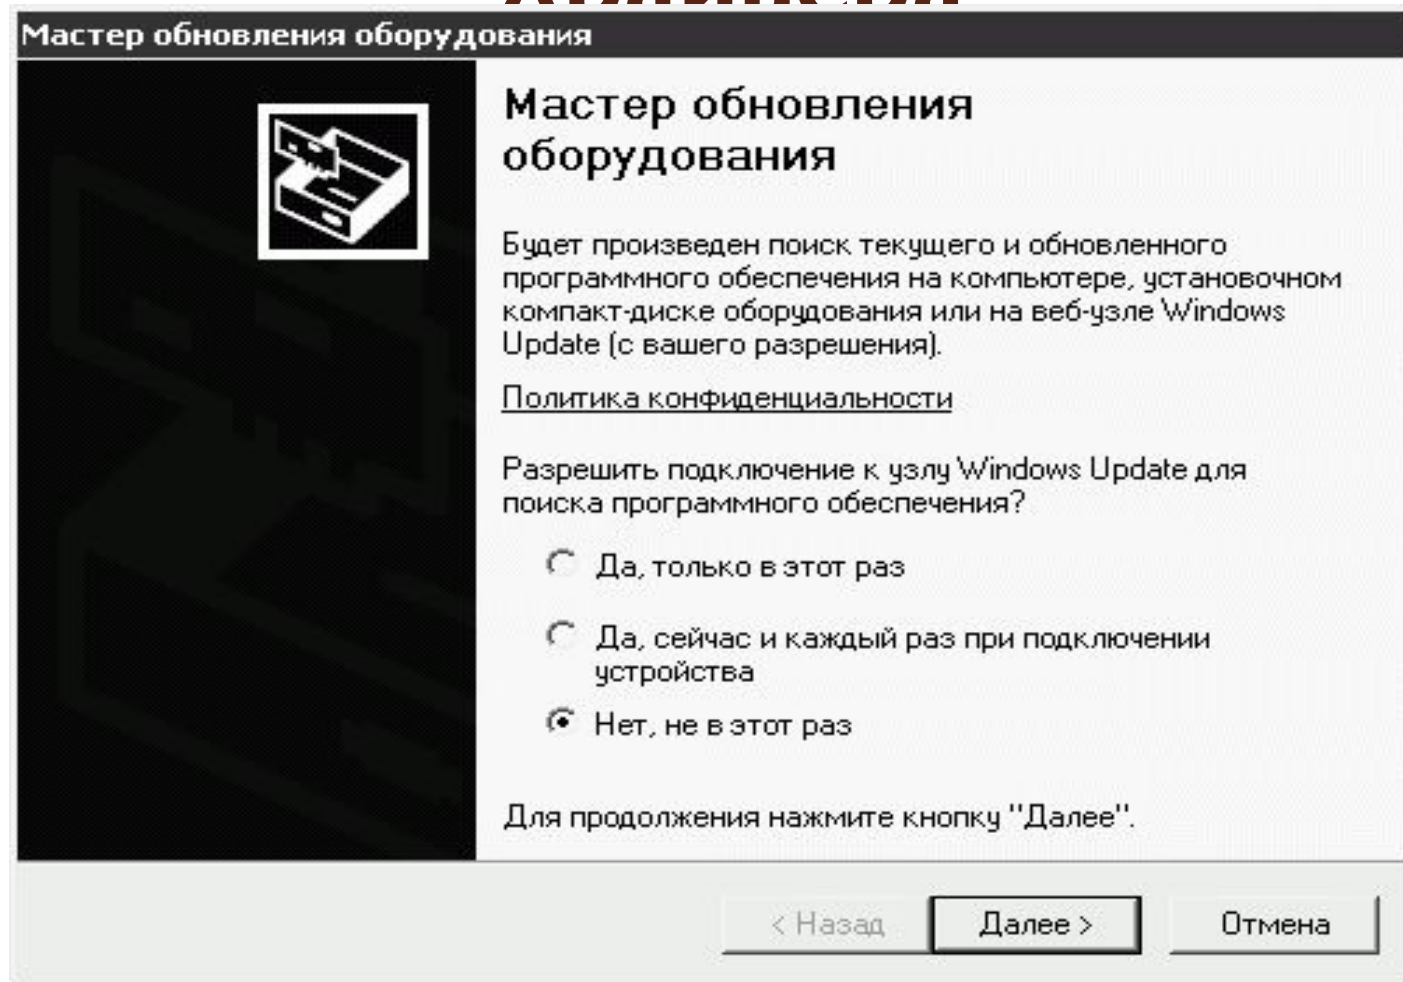 Мастер обновления оборудования
Мастер обновления
оборудования
Будет произведен поиск текущего и обновленного
программного обеспечения на компьютере, установочном
компакт-диске оборудования или на веб-узле Windows
Update (с вашего разрешения).
Политика конфиденциальности
Разрешить подключение к узлу Windows Update для
поиска программного обеспечения?
Да, только в этот раз
Да, сейчас и каждый раз при подключении
устройства
Нет, не в этот раз
Для продолжения нажмите кнопку "Далее".
< Назад
Далее >
Отмена